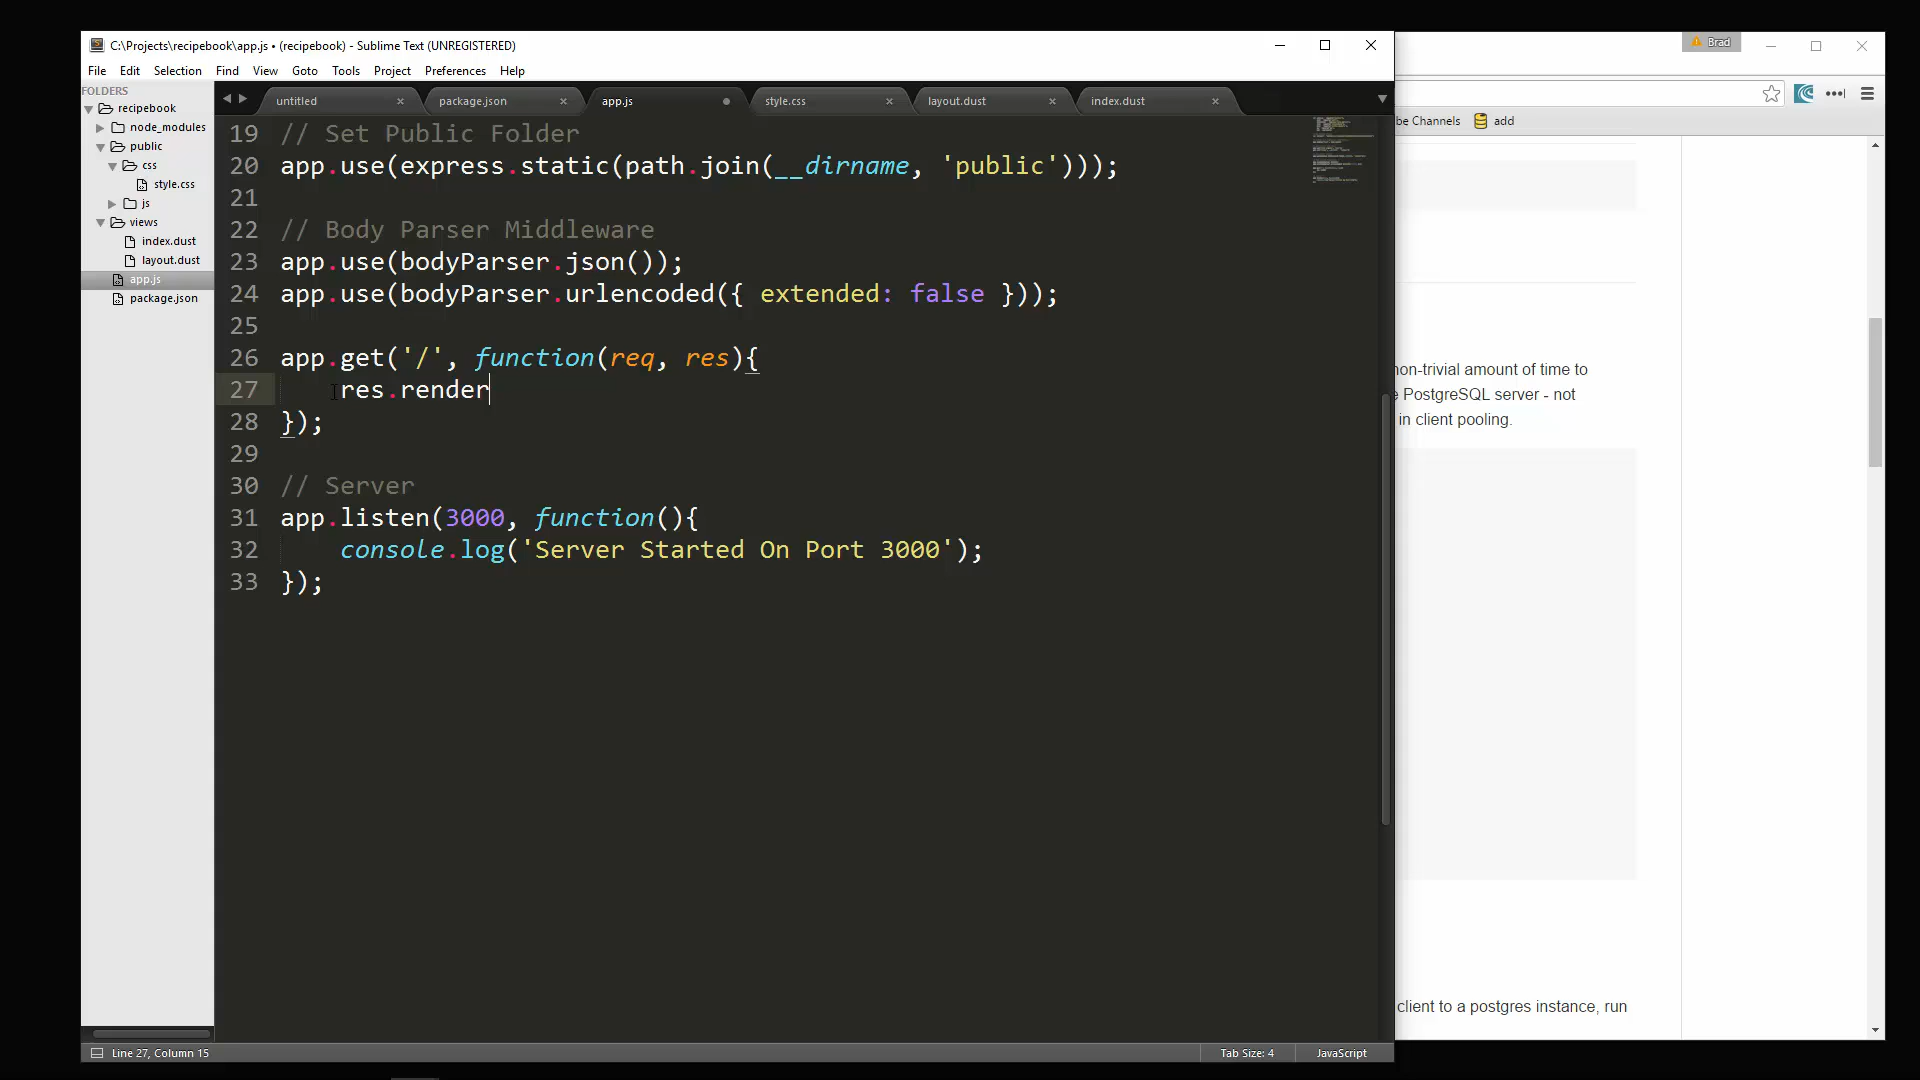 C:\Projects\recipebook\app.js • (recipebook) - Sublime Text (UNREGISTERED)
Brad
File Edit Selection Find View Goto Tools Project Preferences Help
FOLDERS
recipebook
node_modules
public
css
style.css
js
views
index.dust
layout.dust
app.js
package.json
untitled package.json app.js style.css layout.dust index.dust
be Channels add
19 // Set Public Folder
20 app.use(express.static(path.join(__dirname, 'public')));
21
22 // Body Parser Middleware
23 app.use(bodyParser.json());
24 app.use(bodyParser.urlencoded({ extended: false }));
25
26 app.get('/', function(req, res){
27 res.render
28 });
29
30 // Server
31 app.listen(3000, function(){
32 console.log('Server Started On Port 3000');
33 });
non-trivial amount of time to
e PostgreSQL server - not
in client pooling.
client to a postgres instance, run
Line 27, Column 15
Tab Size: 4
JavaScript